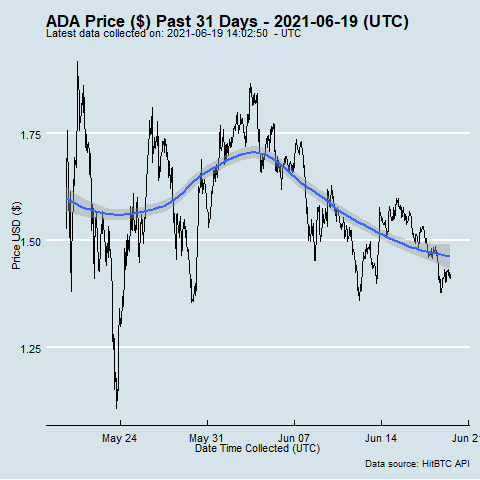 ADA Price ($) Past 31 Days - 2021-06-19 (UTC)
Latest data collected on: 2021-06-19 14:02:50 - UTC
1.75
1.50
1.25
Price USD ($)
May 24 May 31 Jun 07 Jun 14 Jun 2
Date Time Collected (UTC)
Data source: HitBTC API